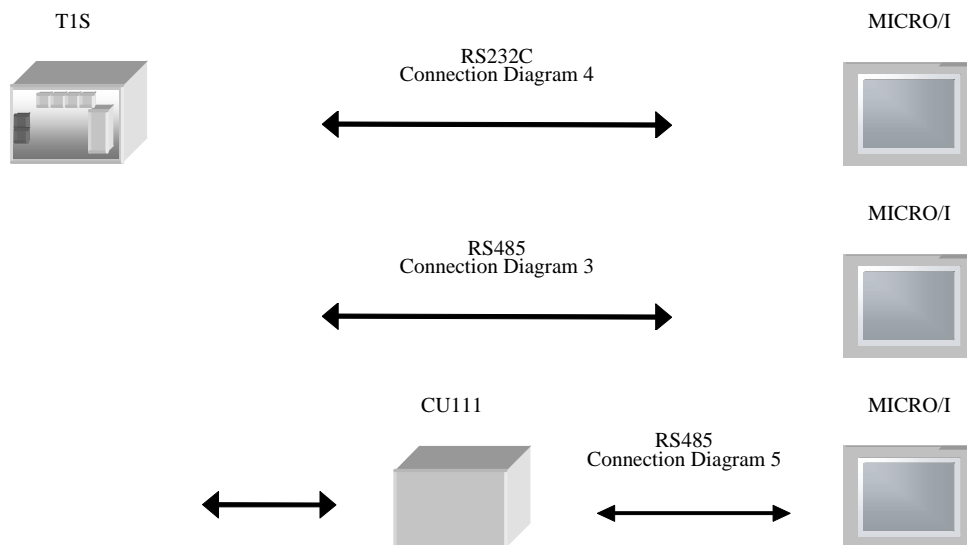 T1S
MICRO/I
RS232C
Connection Diagram 4
MICRO/I
RS485
Connection Diagram 3
CU111
MICRO/I
RS485
Connection Diagram 5